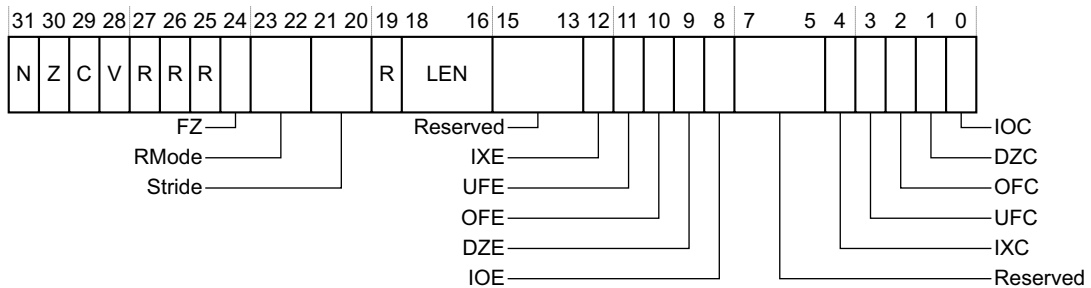 31 30 29 28 27 26 25 24 23 22 21 20 19 18 16 15 13 12 11 10 9 8 7 5 4 3 2 1 0
N Z C V R R R R LEN
FZ Reserved IOC
RMode IXE DZC
Stride UFE OFC
OFE UFC
DZE IXC
IOE Reserved